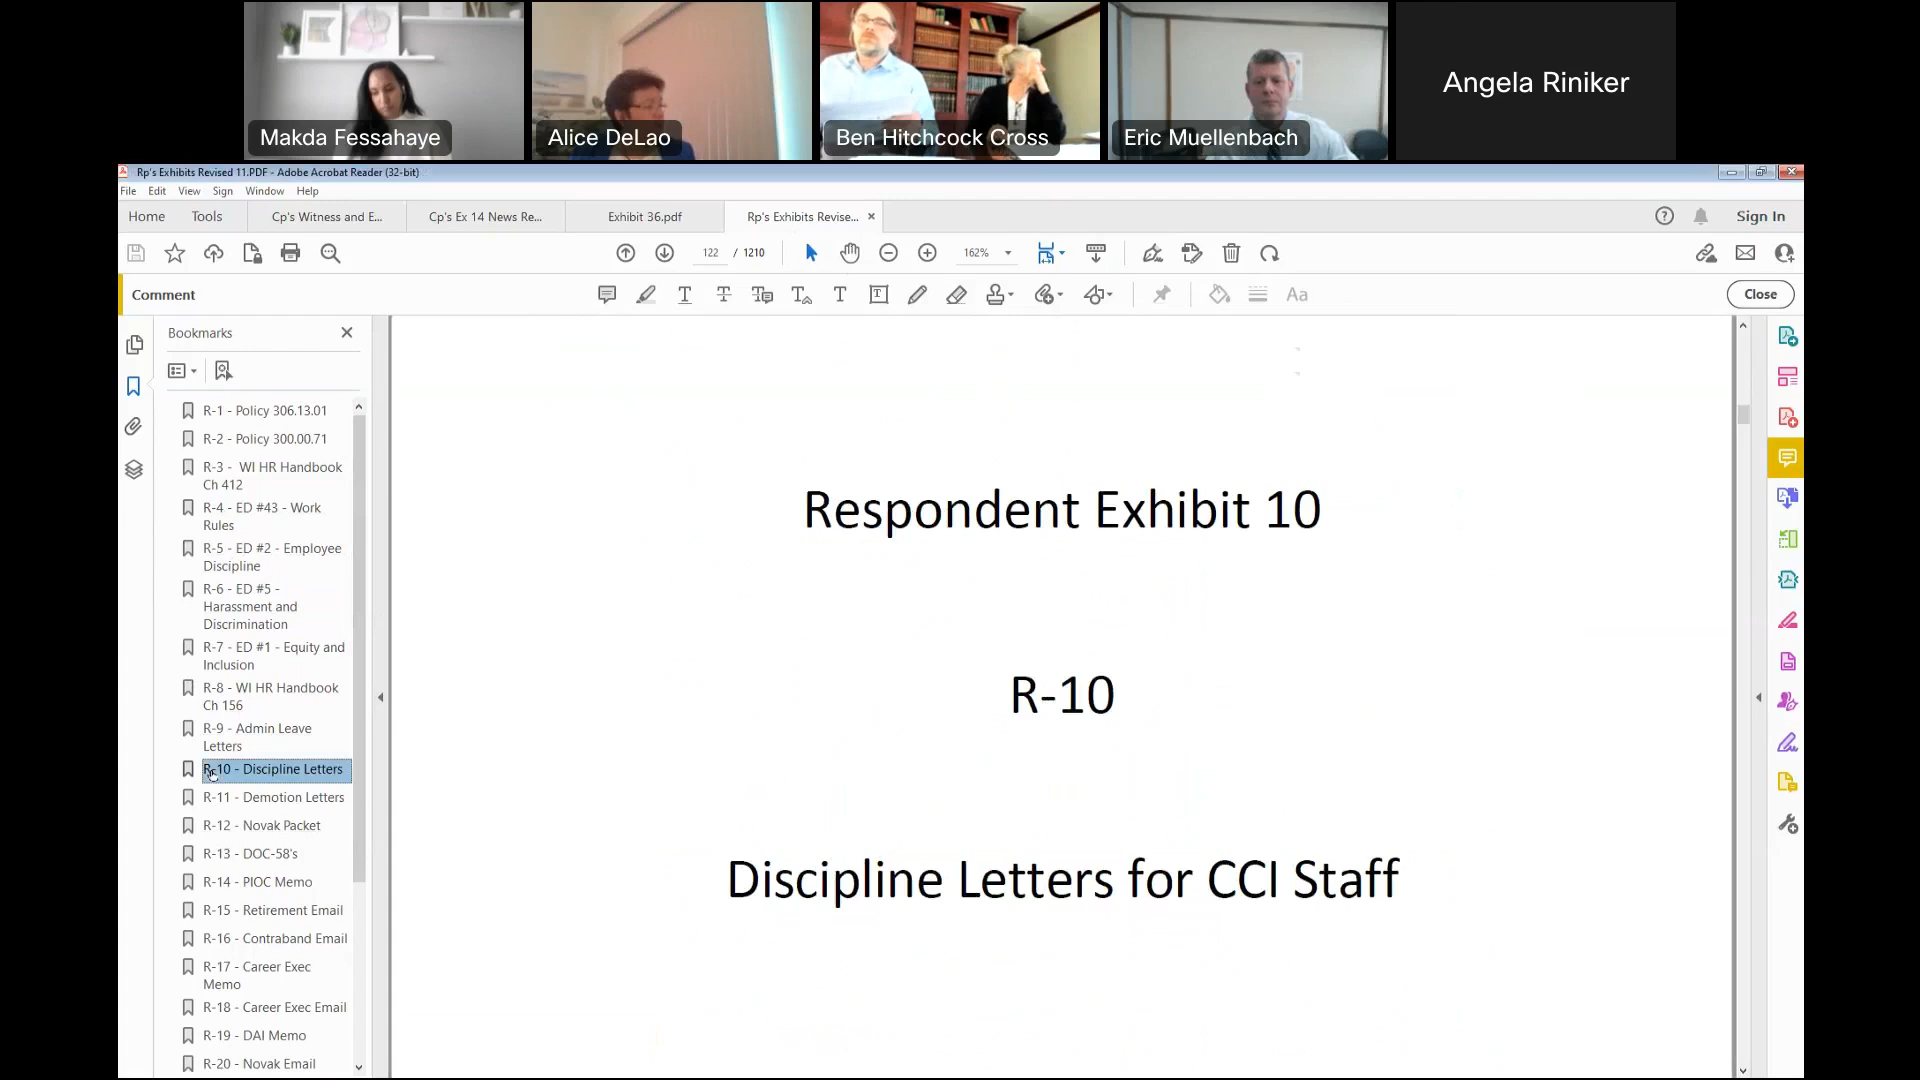 Makda Fessahaye
Alice DeLao
Ben Hitchcock Cross
Eric Muellenbach
Angela Riniker
Rp's Exhibits Revised 11.PDF - Adobe Acrobat Reader (32-bit)
File Edit View Sign Window Help
Home Tools Cp's Witness and E... Cp's Ex 14 News Re... Exhibit 36.pdf Rp's Exhibits Revise... Sign In
122 / 1210 162%
Comment Close
Bookmarks
R-1 - Policy 306.13.01
R-2 - Policy 300.00.71
R-3 - WI HR Handbook
Ch 412
R-4 - ED #43 - Work
Rules
R-5 - ED #2 - Employee
Discipline
R-6 - ED #5 -
Harassment and
Discrimination
R-7 - ED #1 - Equity and
Inclusion
R-8 - WI HR Handbook
Ch 156
R-9 - Admin Leave
Letters
R-10 - Discipline Letters
R-11 - Demotion Letters
R-12 - Novak Packet
R-13 - DOC-58's
R-14 - PIOC Memo
R-15 - Retirement Email
R-16 - Contraband Email
R-17 - Career Exec
Memo
R-18 - Career Exec Email
R-19 - DAI Memo
R-20 - Novak Email
Respondent Exhibit 10
R-10
Discipline Letters for CCI Staff